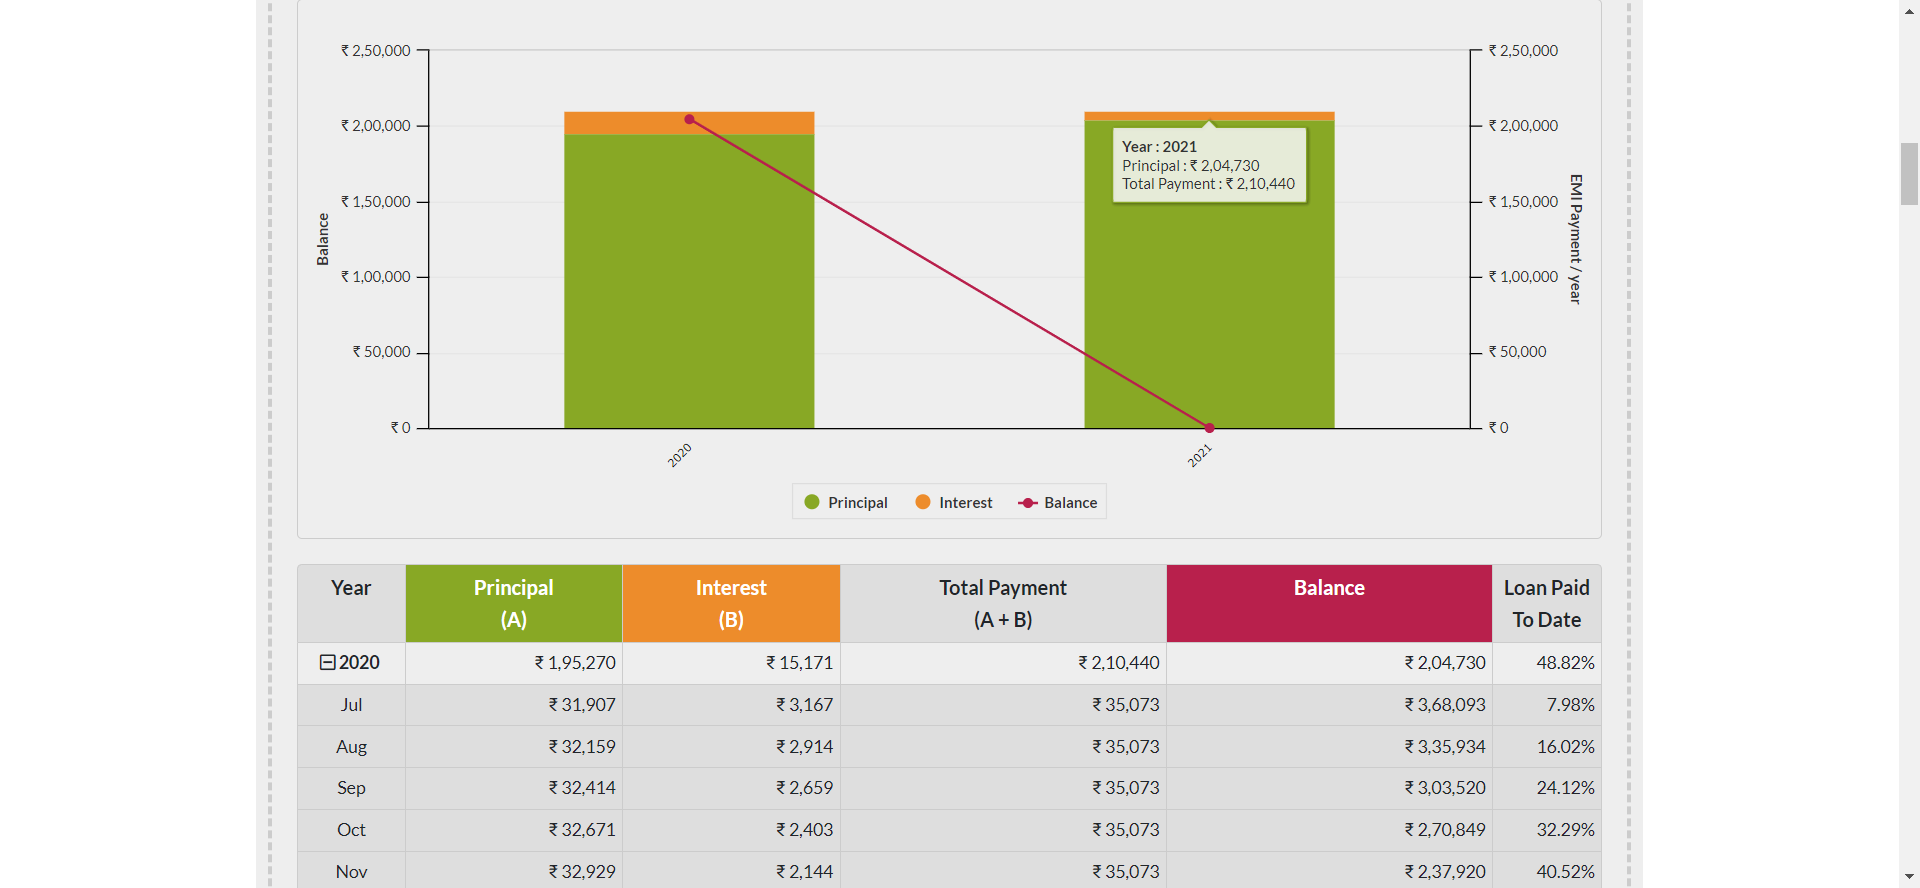 ₹ 2,50,000
₹ 2,00,000
₹ 1,50,000
₹ 1,00,000
₹ 50,000
₹ 0
Balance
₹ 2,50,000
₹ 2,00,000
₹ 1,50,000
₹ 1,00,000
₹ 50,000
₹ 0
EMI Payment / year
Year : 2021
Principal : ₹ 2,04,730
Total Payment : ₹ 2,10,440
2020
2021
Principal Interest Balance
Year Principal Interest Total Payment Balance Loan Paid
(A) (B) (A + B) To Date
2020 ₹ 1,95,270 ₹ 15,171 ₹ 2,10,440 ₹ 2,04,730 48.82%
Jul ₹ 31,907 ₹ 3,167 ₹ 35,073 ₹ 3,68,093 7.98%
Aug ₹ 32,159 ₹ 2,914 ₹ 35,073 ₹ 3,35,934 16.02%
Sep ₹ 32,414 ₹ 2,659 ₹ 35,073 ₹ 3,03,520 24.12%
Oct ₹ 32,671 ₹ 2,403 ₹ 35,073 ₹ 2,70,849 32.29%
Nov ₹ 32,929 ₹ 2,144 ₹ 35,073 ₹ 2,37,920 40.52%